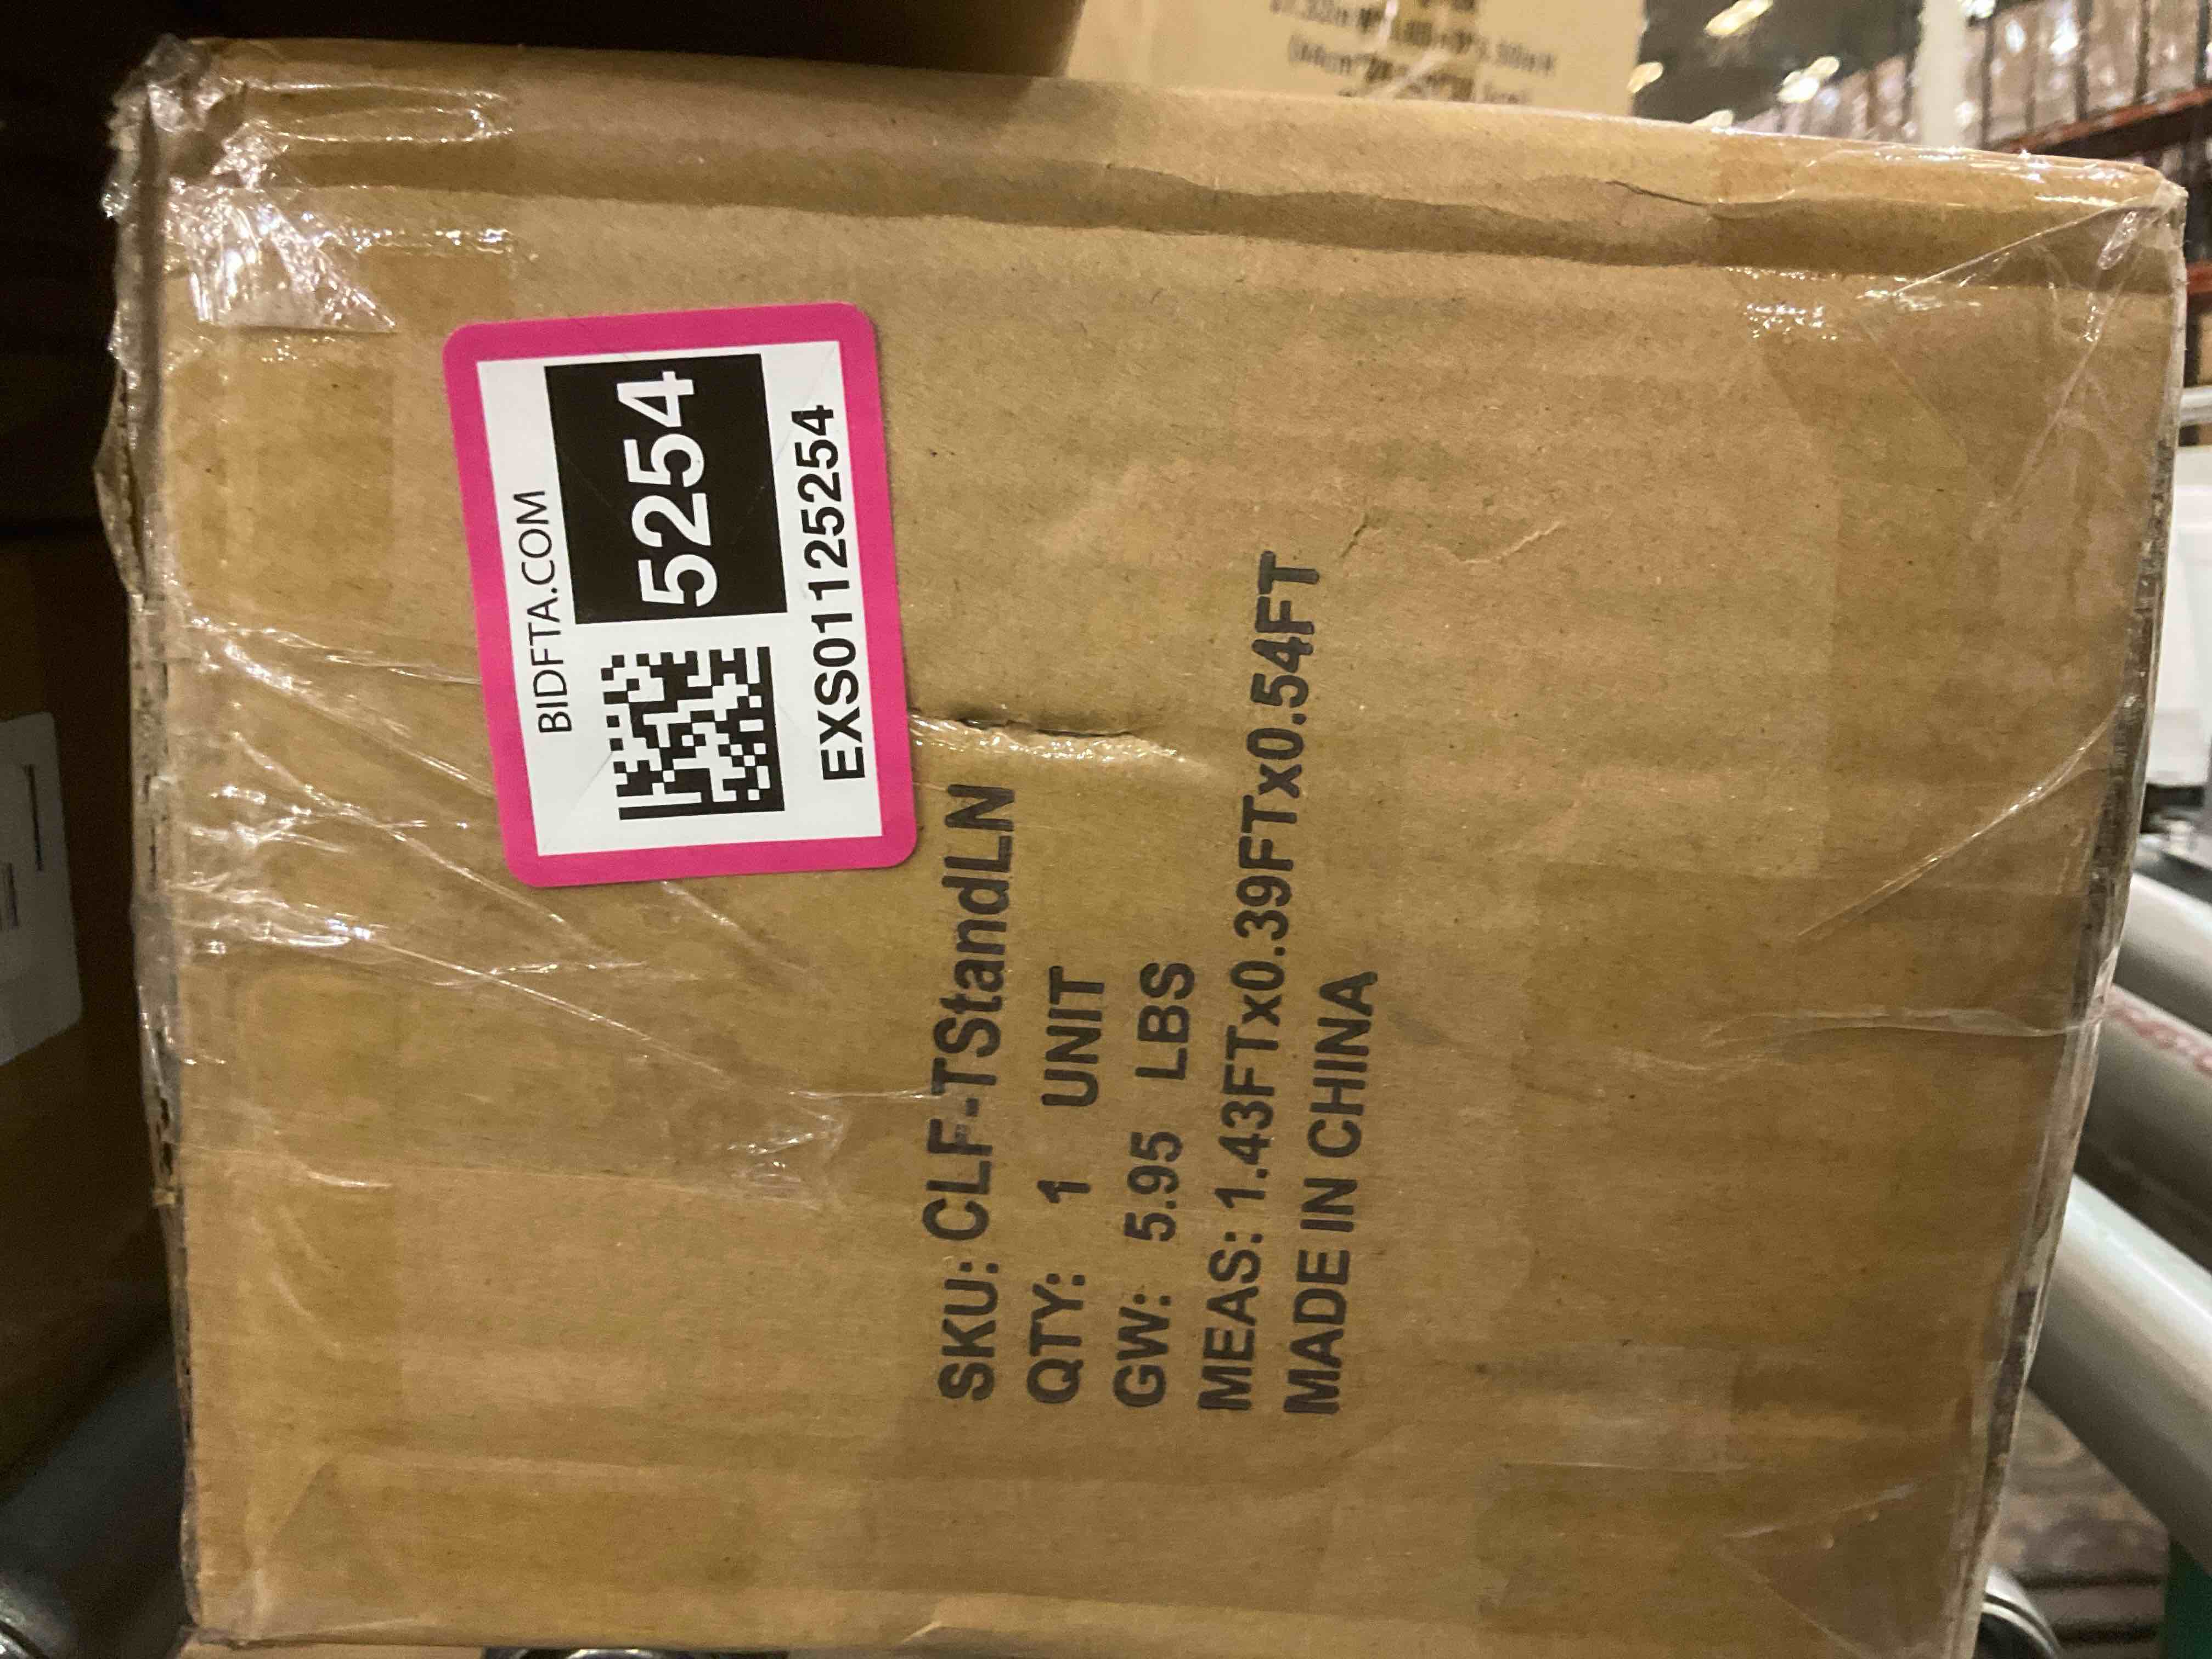 BIDFTA.COM
5254
EXS01125254
SKU: CLF-TStandLN
QTY: 1 UNIT
GW: 5.95 LBS
MEAS: 1.43FTx0.39FTx0.54FT
MADE IN CHINA